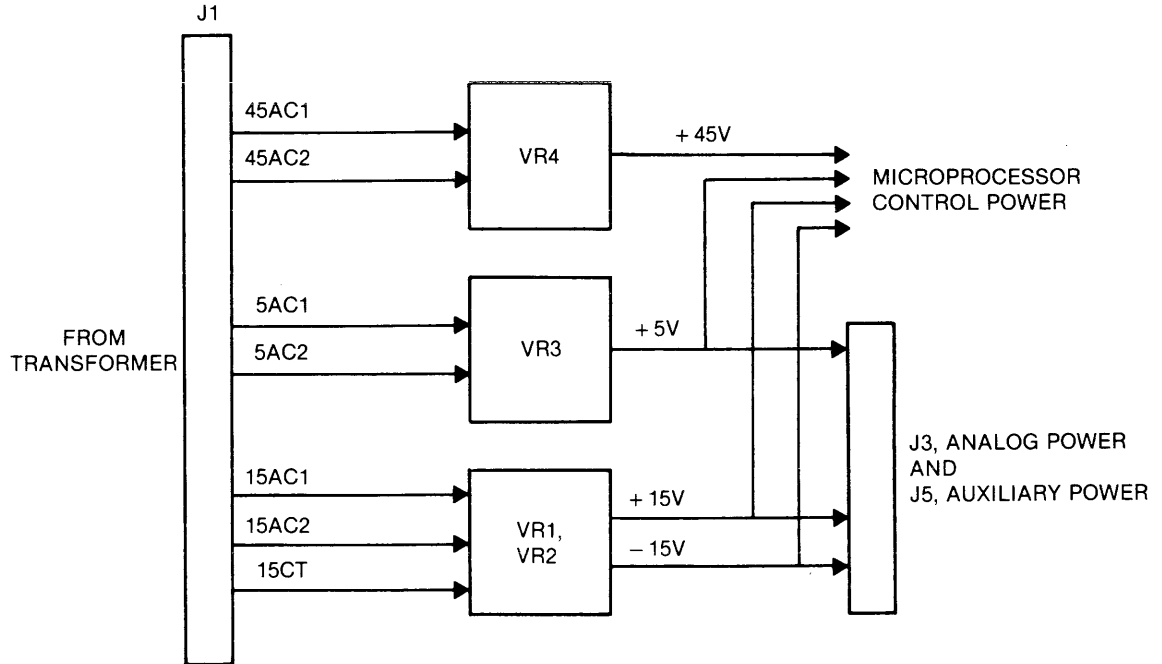 J1
45AC1
45AC2
VR4
+ 45V
MICROPROCESSOR
CONTROL POWER
FROM
TRANSFORMER
5AC1
5AC2
VR3
+ 5V
15AC1
15AC2
15CT
VR1,
VR2
+ 15V
− 15V
J3, ANALOG POWER
AND
J5, AUXILIARY POWER